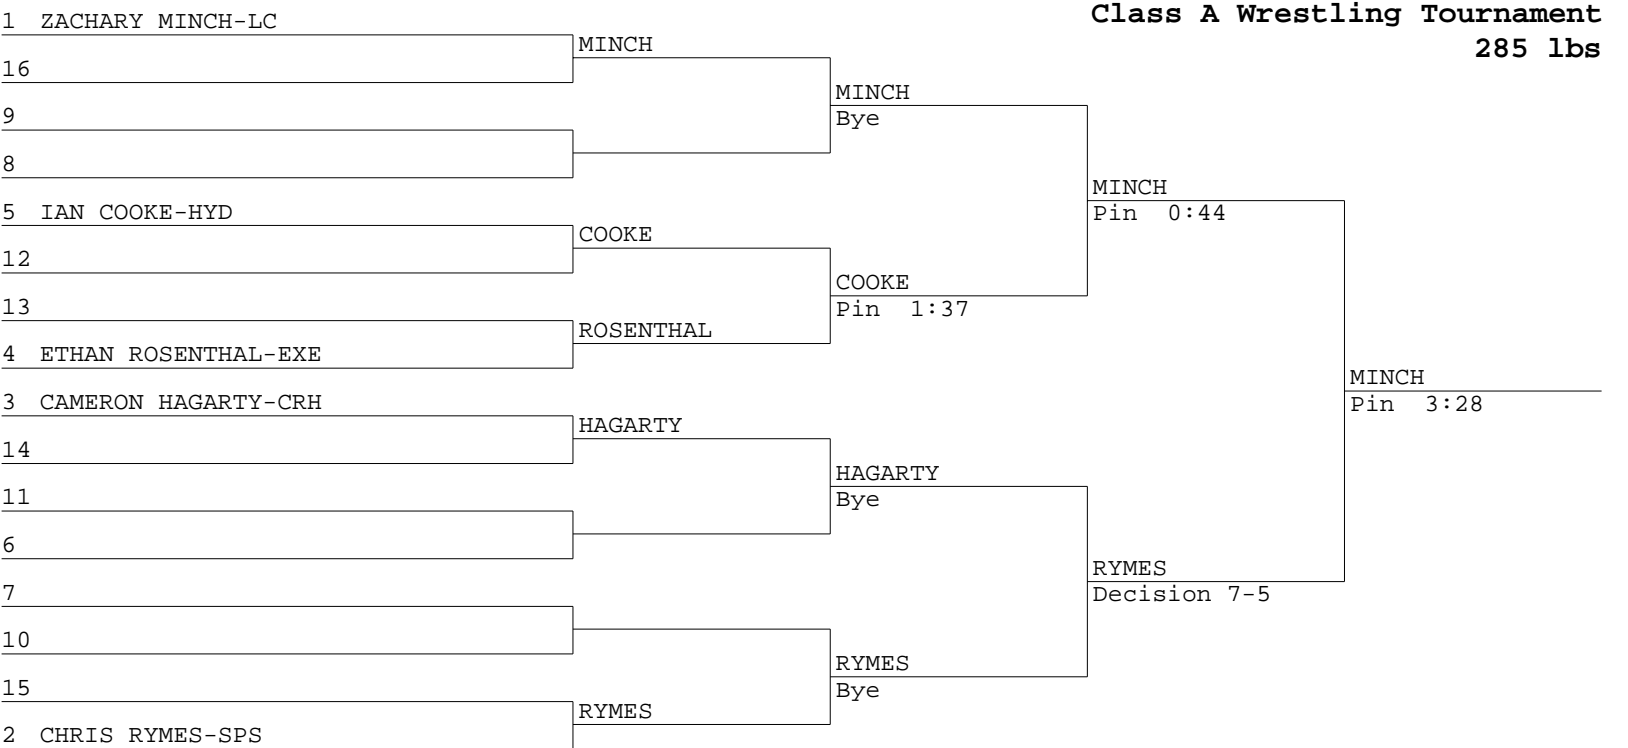 Class A Wrestling Tournament
285 lbs
1 ZACHARY MINCH-LC
16
9
8
5 IAN COOKE-HYD
12
13
4 ETHAN ROSENTHAL-EXE
3 CAMERON HAGARTY-CRH
14
11
6
7
10
15
2 CHRIS RYMES-SPS
MINCH
COOKE
ROSENTHAL
HAGARTY
RYMES
MINCH
Bye
COOKE
Pin 1:37
HAGARTY
Bye
RYMES
Bye
MINCH
Pin 0:44
RYMES
Decision 7-5
MINCH
Pin 3:28